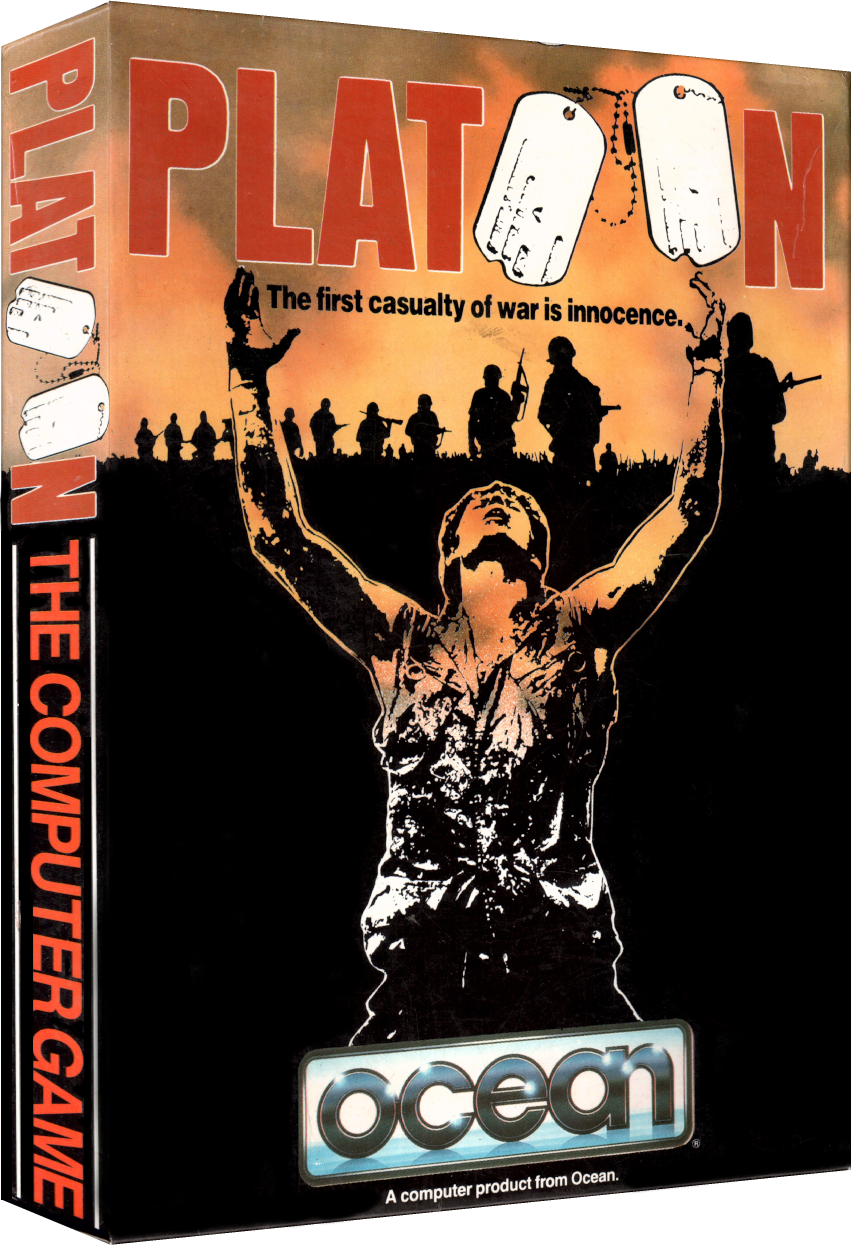 PLATOON
The first casualty of war is innocence.
ocean
®
A computer product from Ocean.
PLATOON
THE COMPUTER GAME